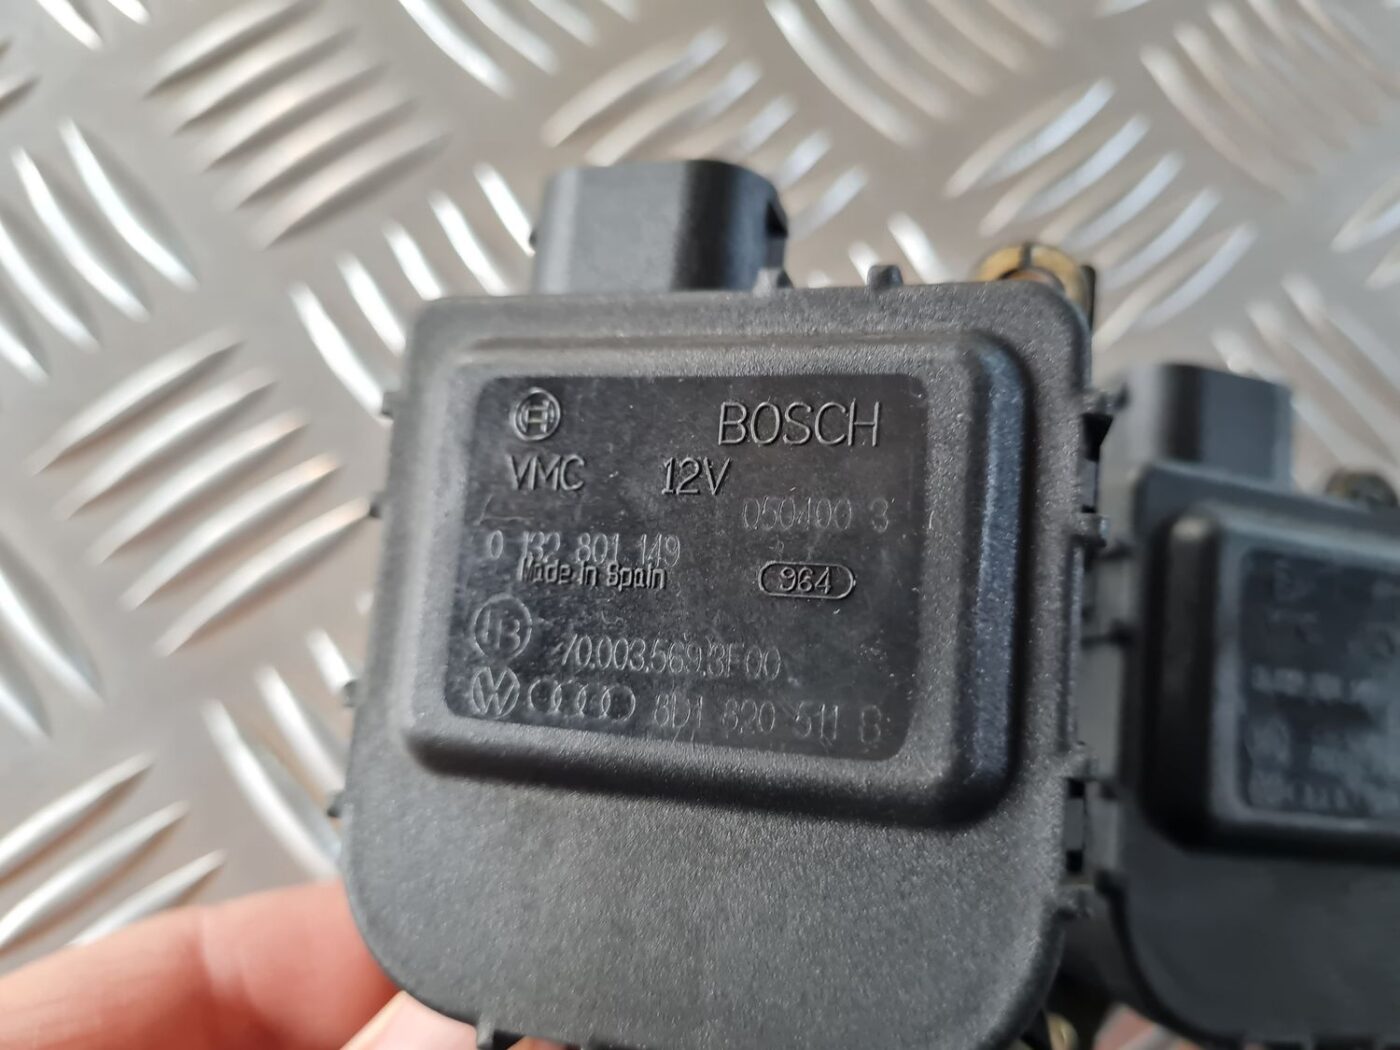 BOSCH
VMC 12V
050400 3
0 132 801 149
Made in Spain
964
70.003.569.3F00
8D1 820 511 B